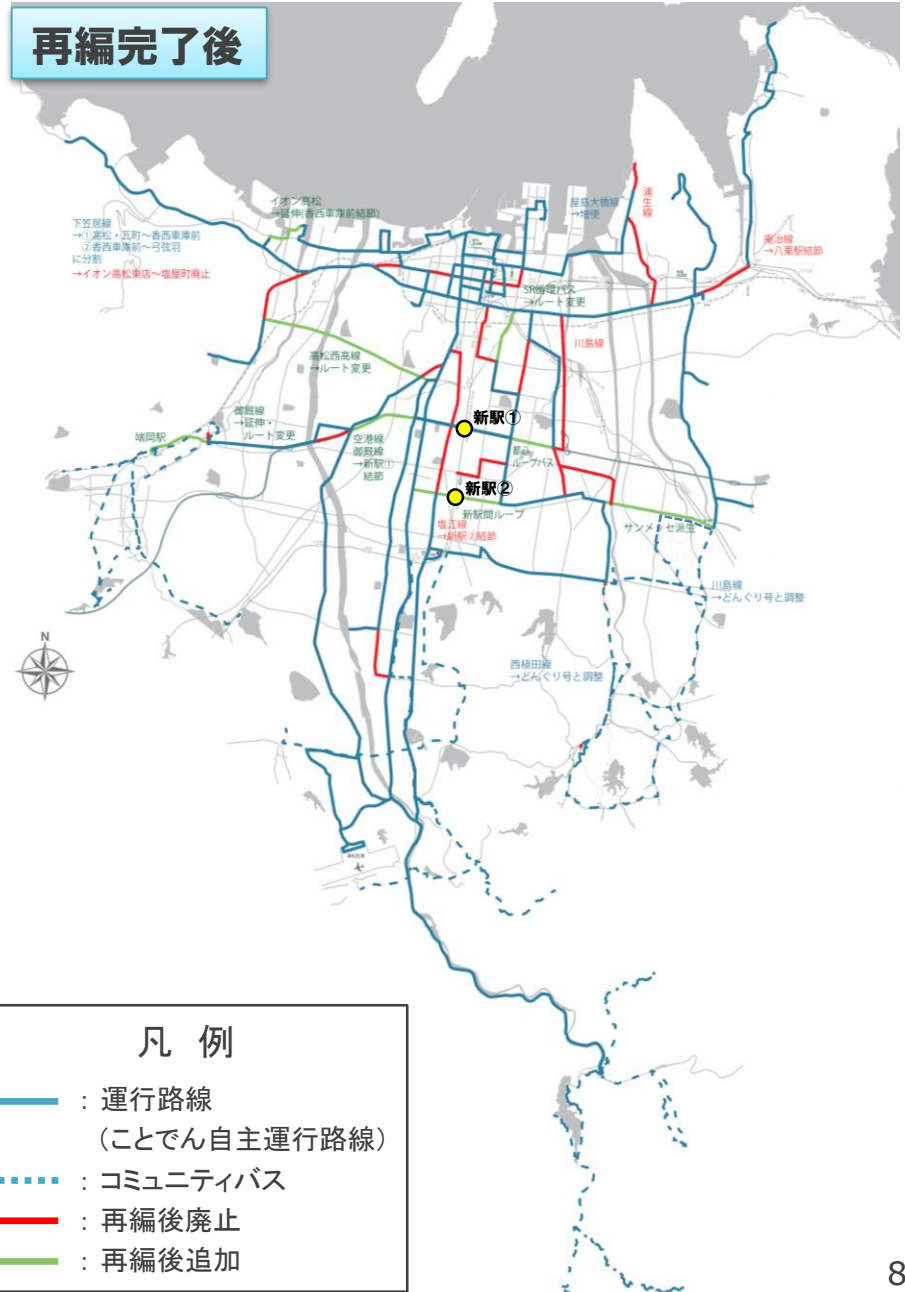 再編完了後
イオン高松
→延伸(香西車庫前結節)
下笠居線
→①高松・瓦町~香西車庫前
②香西車庫前~弓弦羽
に分割
→イオン高松東店~塩屋町廃止
屋島大橋線
→増便
浦生線
庵治線
→八栗駅結節
SR循環バス
→ルート変更
川島線
高松西高線
→ルート変更
御厩線
→延伸・
ルート変更
端岡駅
空港線
御厩線
→新駅①
結節
新駅①
ループバス
新駅②
新駅間ループ
塩江線
→新駅②結節
サンメッセ派生
川島線
→どんぐり号と調整
西植田線
→どんぐり号と調整
N
凡 例
: 運行路線
(ことでん自主運行路線)
: コミュニティバス
: 再編後廃止
: 再編後追加
8